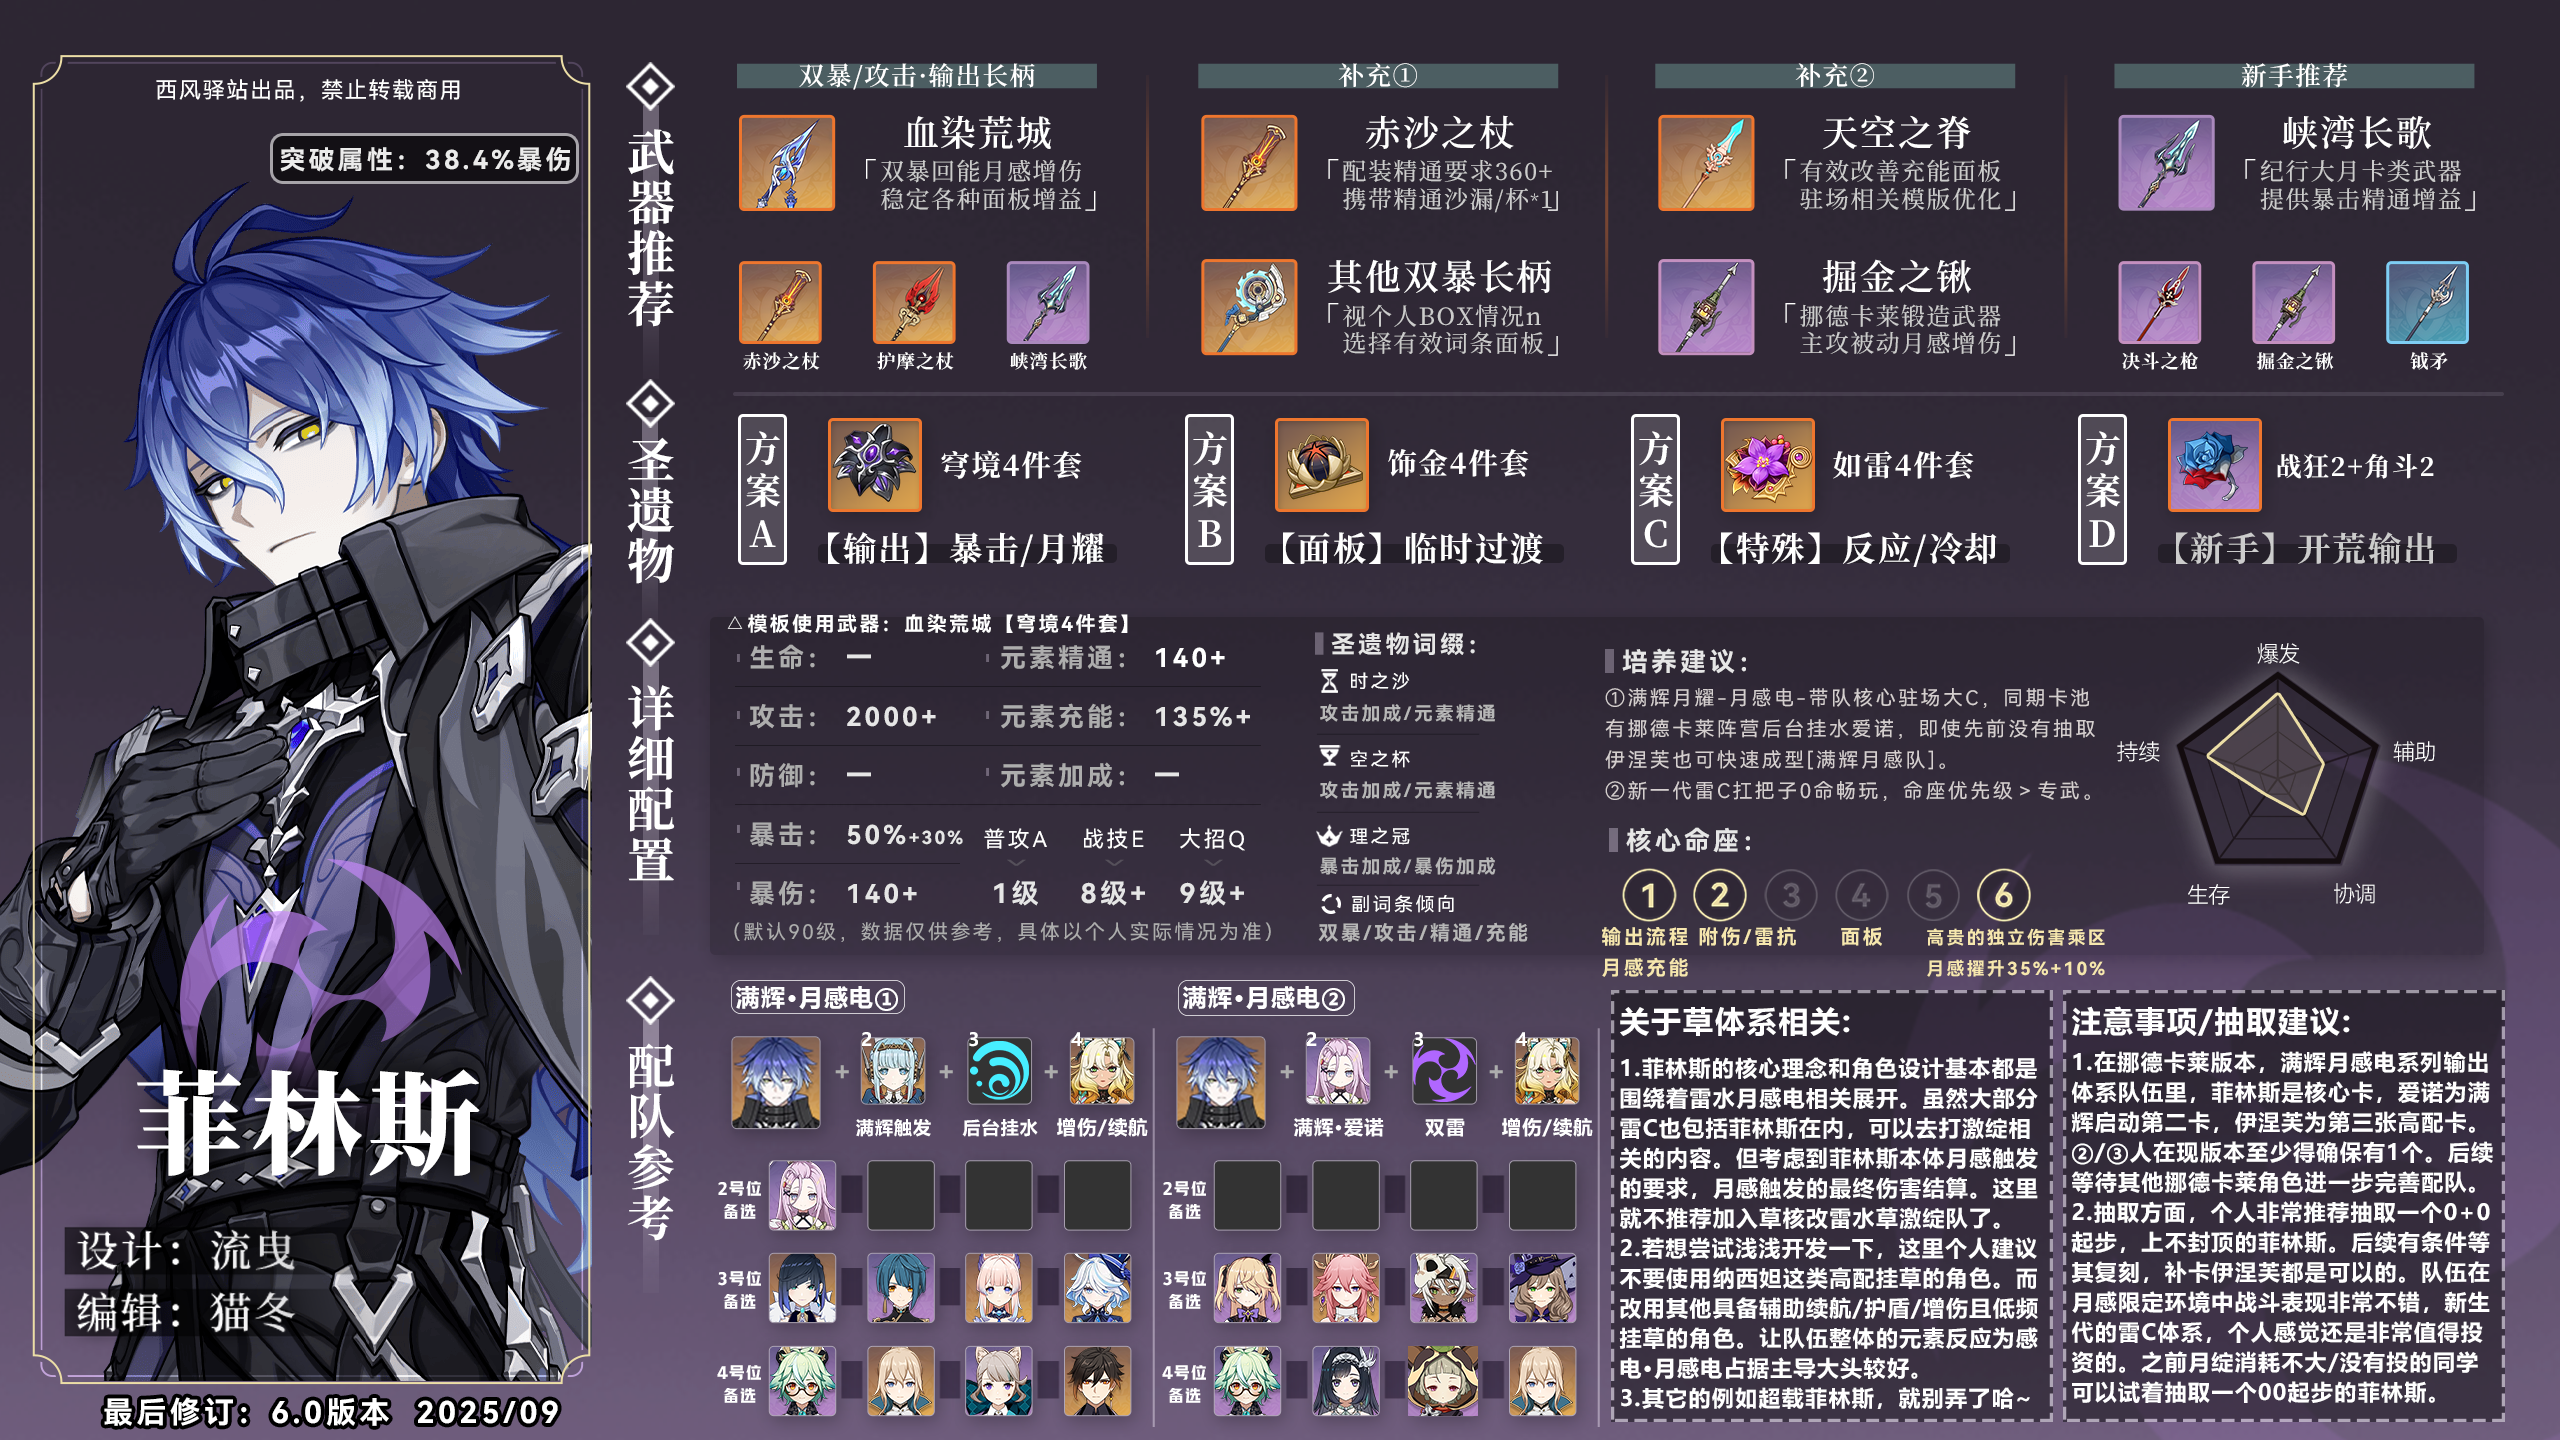 西风驿站出品，禁止转载商用
突破属性：38.4%暴伤
菲林斯
设计：流曳
编辑：猫冬
最后修订：6.0版本 2025/09
武器推荐
双暴/攻击·输出长柄
血染荒城
「双暴回能月感增伤
稳定各种面板增益」
赤沙之杖
护摩之杖
峡湾长歌
补充①
赤沙之杖
「配装精通要求360+
携带精通沙漏/杯*1」
其他双暴长柄
「视个人BOX情况n
选择有效词条面板」
补充②
天空之脊
「有效改善充能面板
驻场相关模版优化」
掘金之锹
「挪德卡莱锻造武器
主攻被动月感增伤」
新手推荐
峡湾长歌
「纪行大月卡类武器
提供暴击精通增益」
决斗之枪
掘金之锹
钺矛
圣遗物
方案A
穹境4件套
【输出】暴击/月耀
方案B
饰金4件套
【面板】临时过渡
方案C
如雷4件套
【特殊】反应/冷却
方案D
战狂2+角斗2
【新手】开荒输出
详细配置
△模板使用武器：血染荒城【穹境4件套】
生命：—
元素精通：140+
攻击：2000+
元素充能：135%+
防御：—
元素加成：—
暴击：50%+30%
普攻A 战技E 大招Q
暴伤：140+
1级 8级+ 9级+
（默认90级，数据仅供参考，具体以个人实际情况为准）
圣遗物词缀：
时之沙
攻击加成/元素精通
空之杯
攻击加成/元素精通
理之冠
暴击加成/暴伤加成
副词条倾向
双暴/攻击/精通/充能
培养建议：
①满辉月耀-月感电-带队核心驻场大C，同期卡池
有挪德卡莱阵营后台挂水爱诺，即使先前没有抽取
伊涅芙也可快速成型[满辉月感队]。
②新一代雷C扛把子0命畅玩，命座优先级＞专武。
核心命座：
1 2 3 4 5 6
输出流程 附伤/雷抗 面板 高贵的独立伤害乘区
月感充能 月感擢升35%+10%
爆发
辅助
协调
生存
持续
配队参考
满辉·月感电①
2 3 4
+ + +
满辉触发 后台挂水 增伤/续航
2号位
备选
3号位
备选
4号位
备选
满辉·月感电②
2 3 4
+ + +
满辉·爱诺 双雷 增伤/续航
2号位
备选
3号位
备选
4号位
备选
关于草体系相关：
1.菲林斯的核心理念和角色设计基本都是
围绕着雷水月感电相关展开。虽然大部分
雷C也包括菲林斯在内，可以去打激绽相
关的内容。但考虑到菲林斯本体月感触发
的要求，月感触发的最终伤害结算。这里
就不推荐加入草核改雷水草激绽队了。
2.若想尝试浅浅开发一下，这里个人建议
不要使用纳西妲这类高配挂草的角色。而
改用其他具备辅助续航/护盾/增伤且低频
挂草的角色。让队伍整体的元素反应为感
电·月感电占据主导大头较好。
3.其它的例如超载菲林斯，就别弄了哈~
注意事项/抽取建议：
1.在挪德卡莱版本，满辉月感电系列输出
体系队伍里，菲林斯是核心卡，爱诺为满
辉启动第二卡，伊涅芙为第三张高配卡。
②/③人在现版本至少得确保有1个。后续
等待其他挪德卡莱角色进一步完善配队。
2.抽取方面，个人非常推荐抽取一个0+0
起步，上不封顶的菲林斯。后续有条件等
其复刻，补卡伊涅芙都是可以的。队伍在
月感限定环境中战斗表现非常不错，新生
代的雷C体系，个人感觉还是非常值得投
资的。之前月绽消耗不大/没有投的同学
可以试着抽取一个00起步的菲林斯。